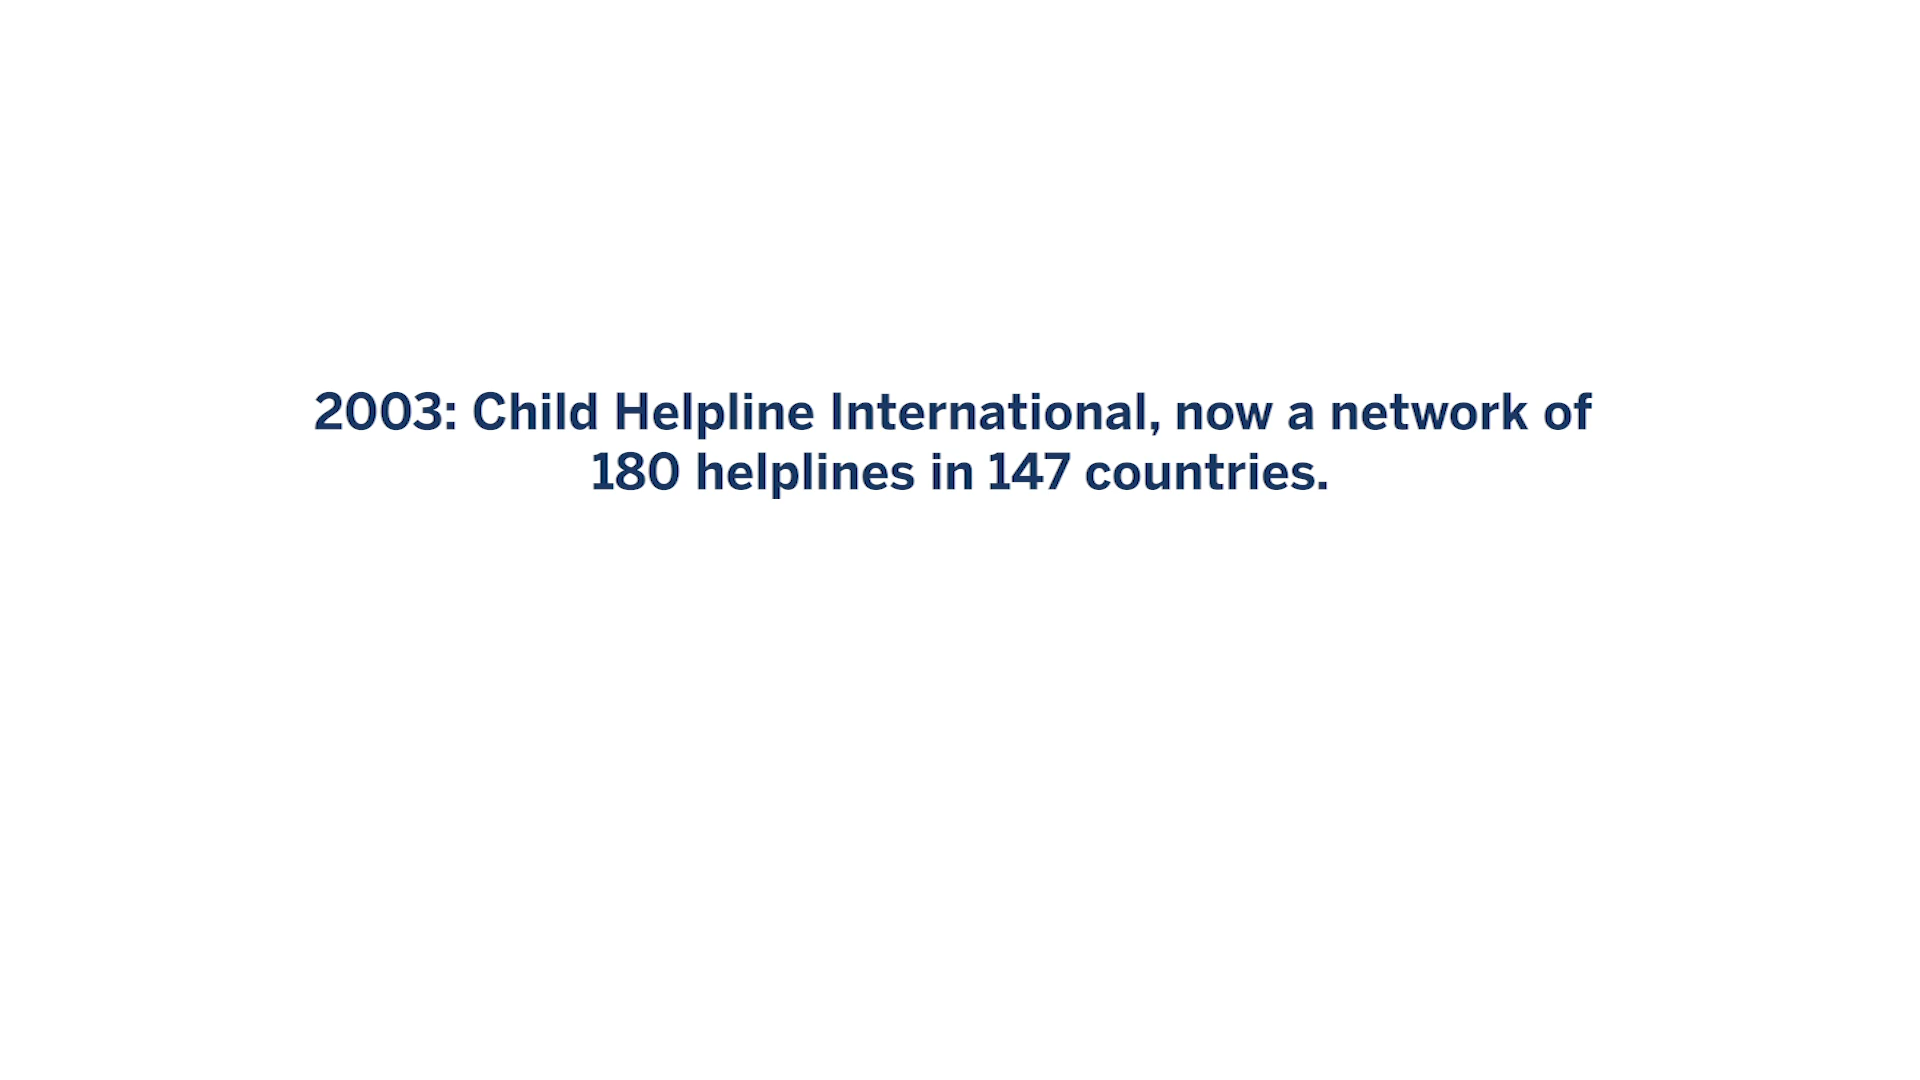 2003: Child Helpline International, now a network of
180 helplines in 147 countries.